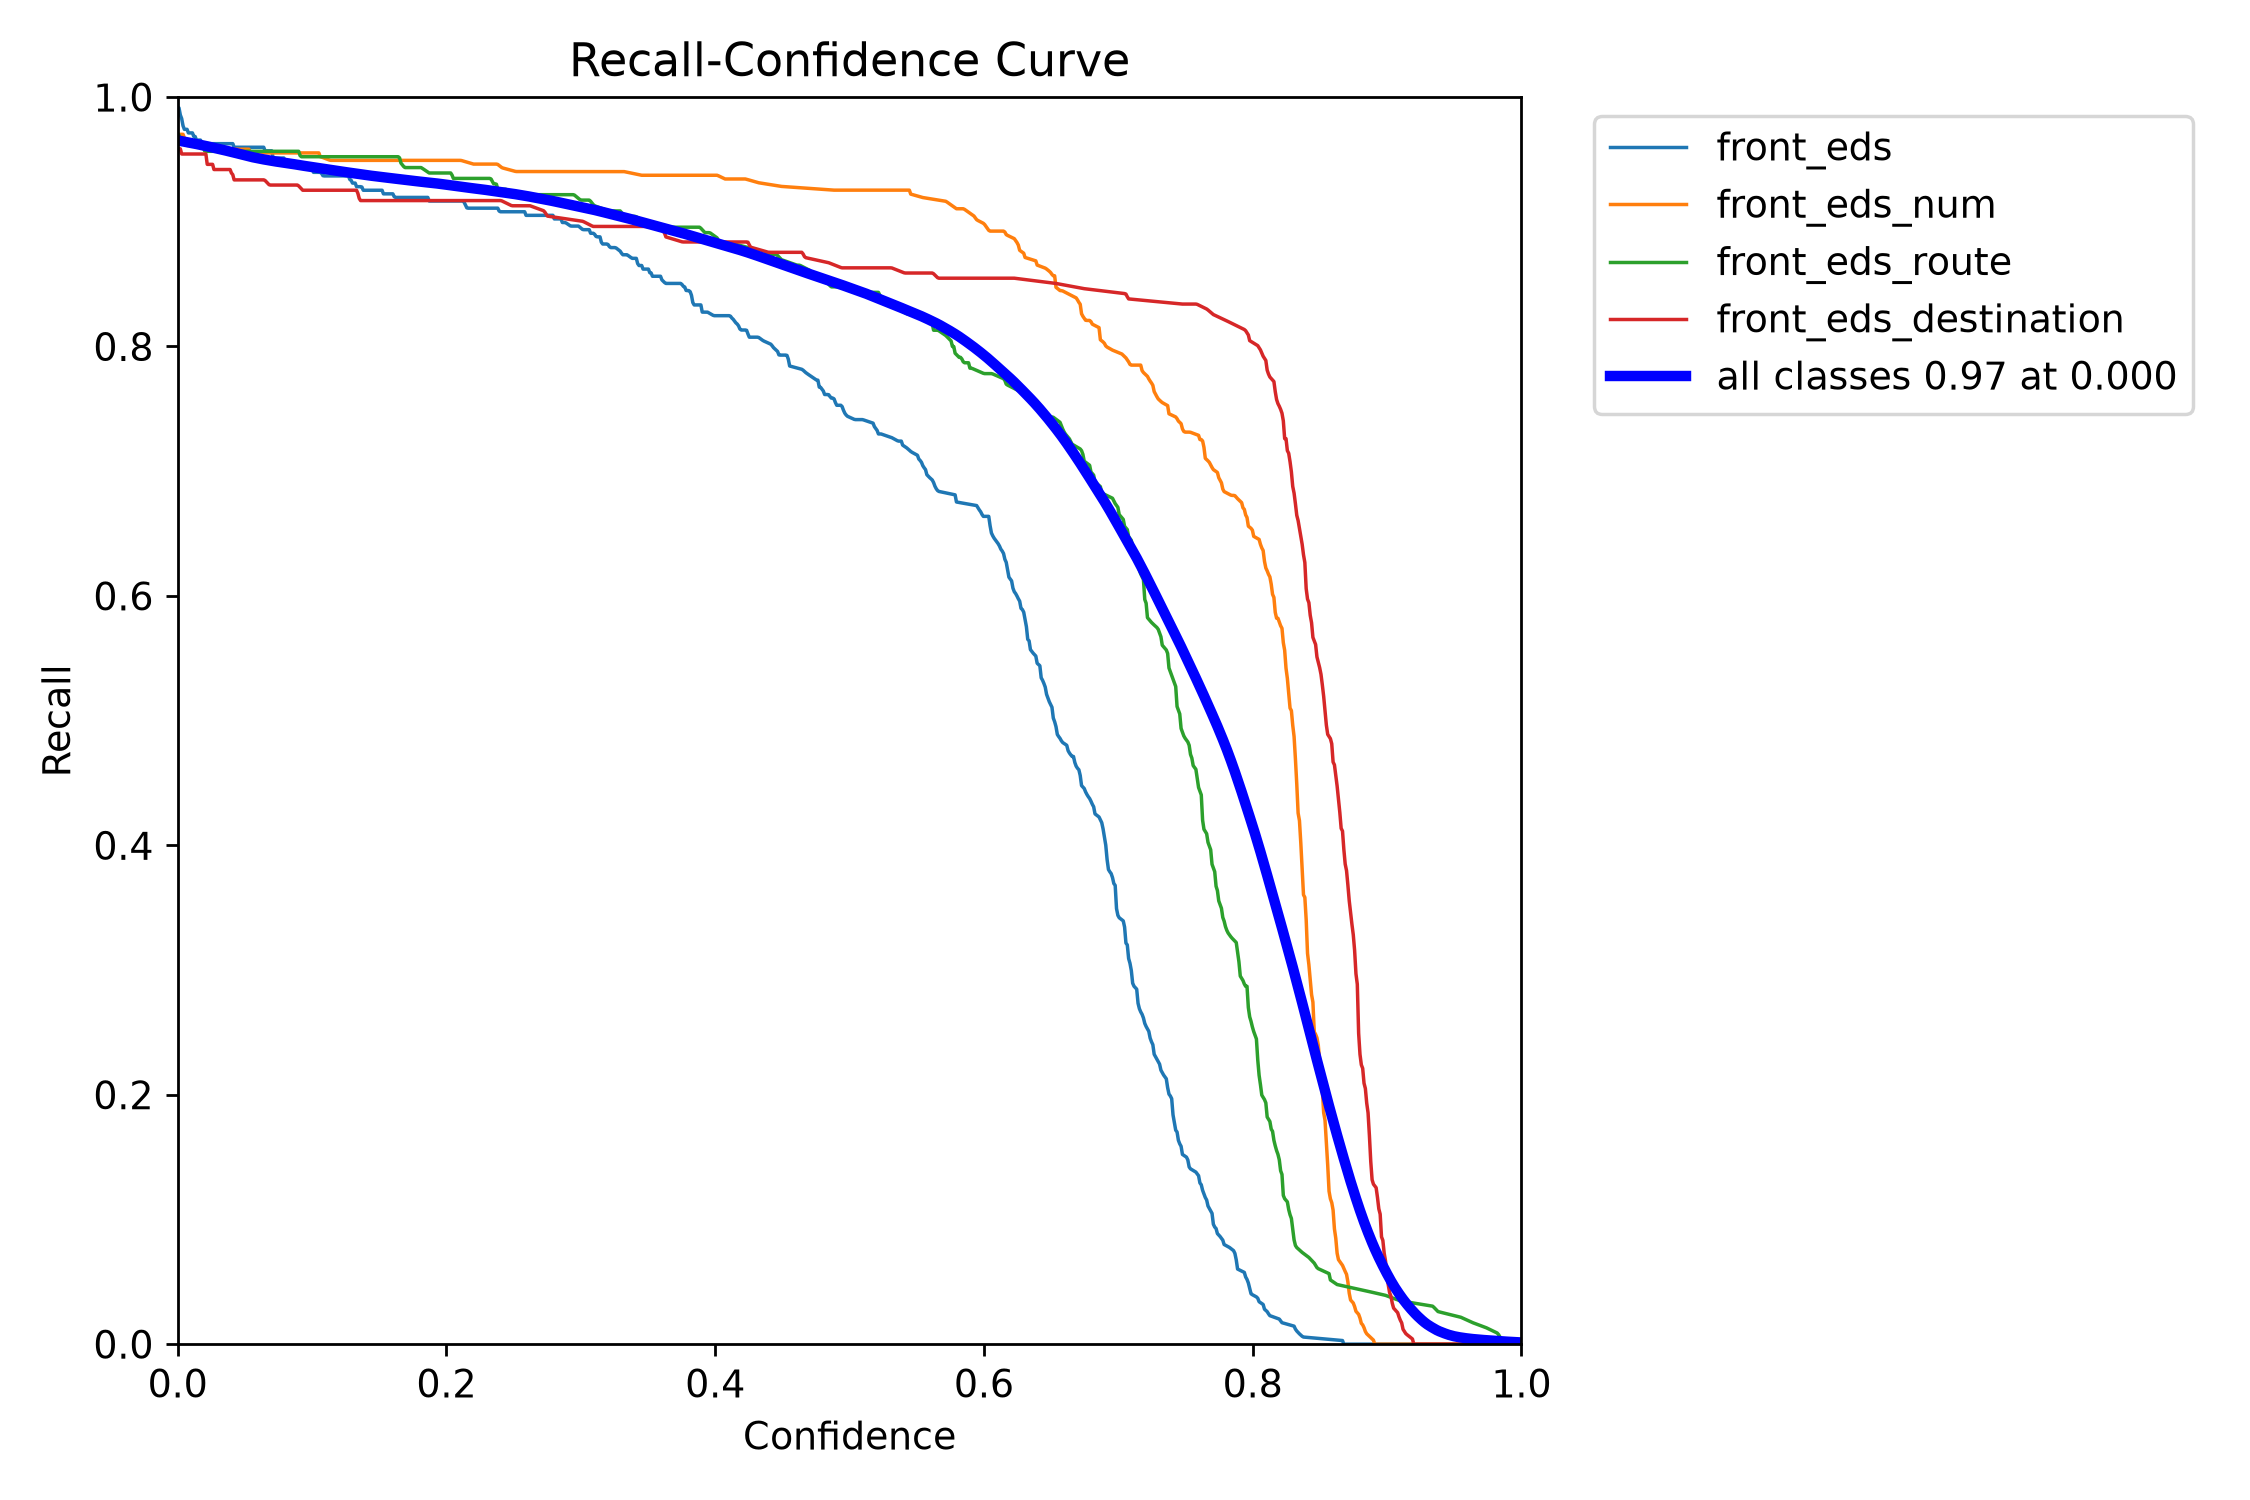 Recall-Confidence Curve
1.0
0.8
0.6
0.4
0.2
0.0
Recall
0.0 0.2 0.4 0.6 0.8 1.0
Confidence
front_eds
front_eds_num
front_eds_route
front_eds_destination
all classes 0.97 at 0.000